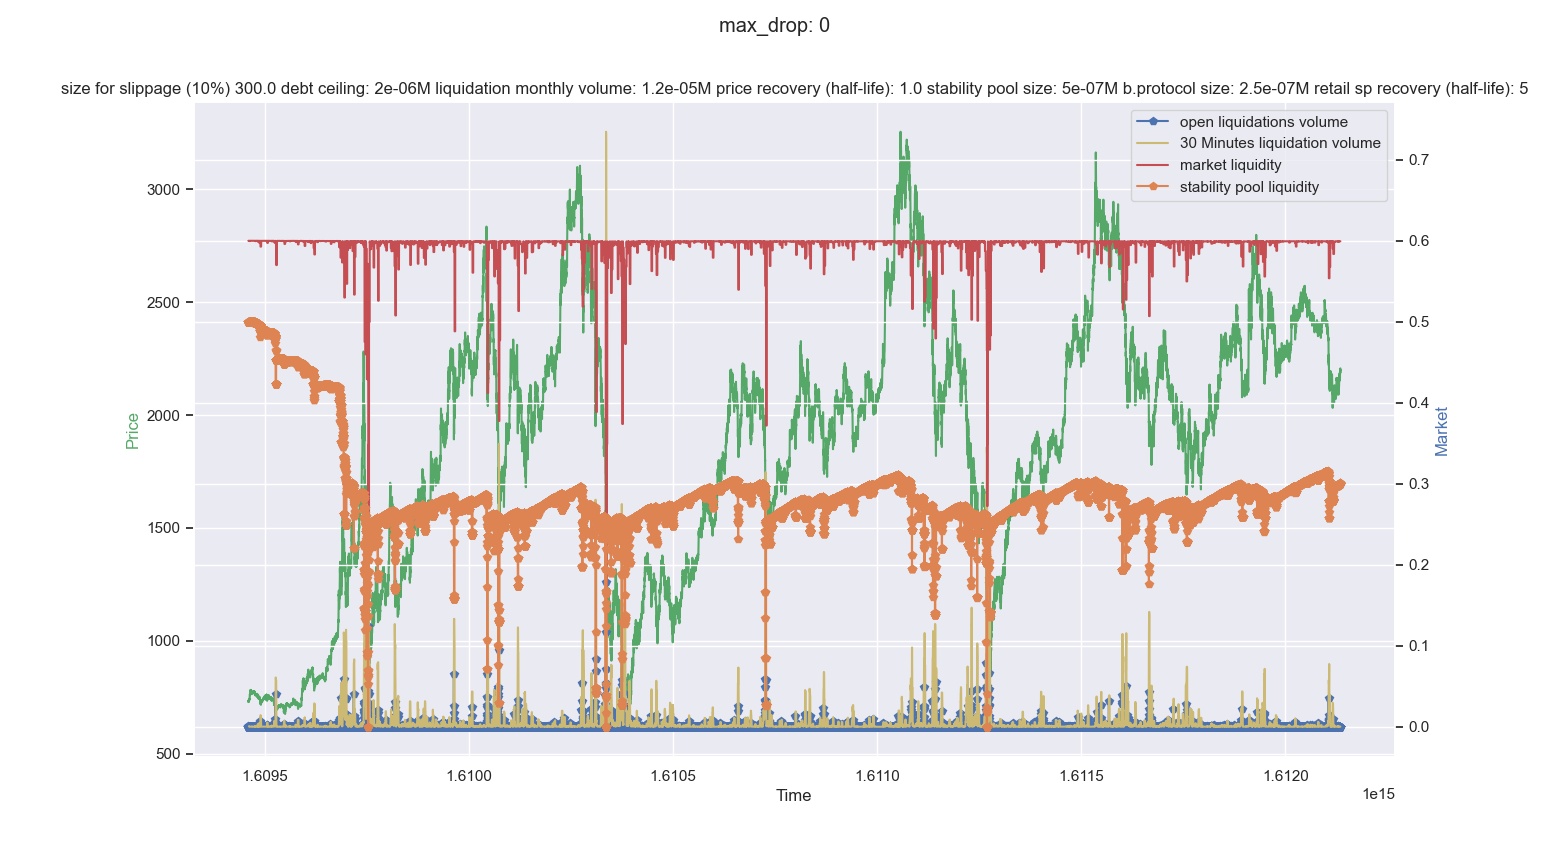 max_drop: 0
size for slippage (10%) 300.0 debt ceiling: 2e-06M liquidation monthly volume: 1.2e-05M price recovery (half-life): 1.0 stability pool size: 5e-07M b.protocol size: 2.5e-07M retail sp recovery (half-life): 5
open liquidations volume
30 Minutes liquidation volume
market liquidity
stability pool liquidity
3000
2500
2000
1500
1000
500
Price
0.7
0.6
0.5
0.4
0.3
0.2
0.1
0.0
Market
1.6095 1.6100 1.6105 1.6110 1.6115 1.6120
Time
1e15